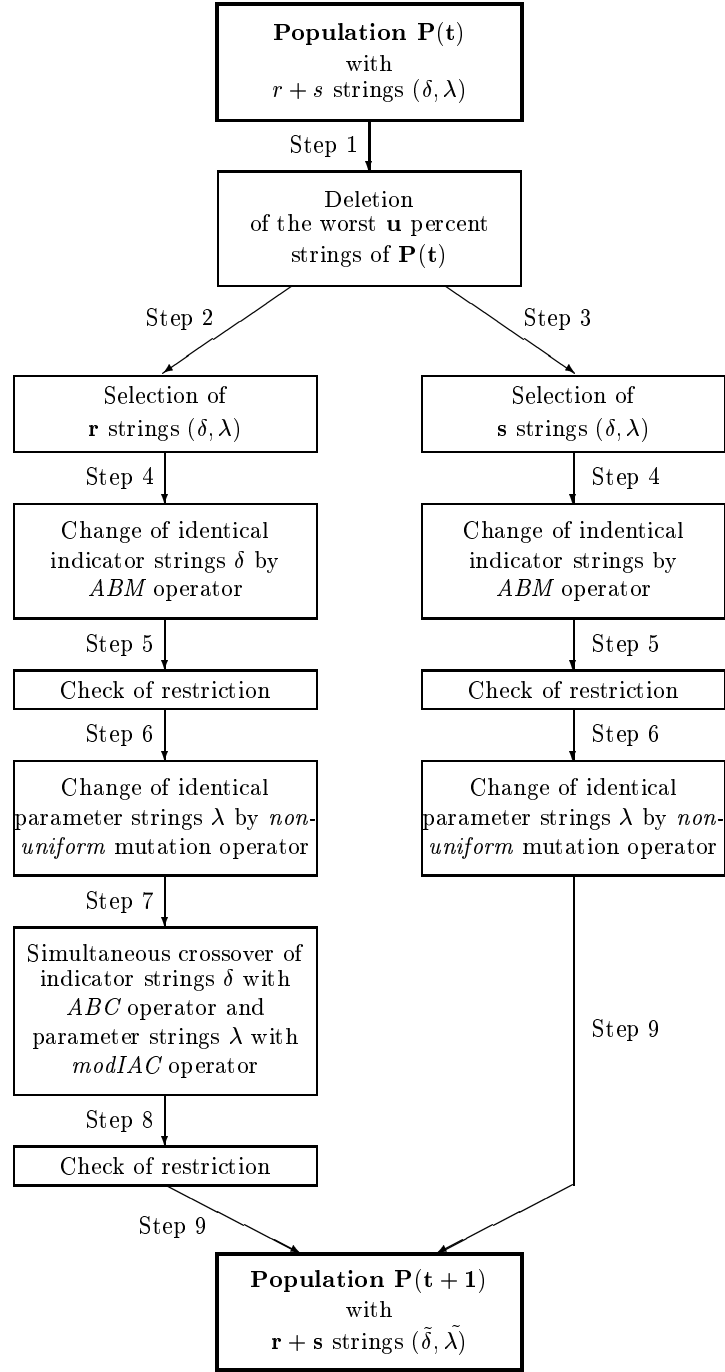 Population P(t)
with
r + s strings (δ, λ)
Step 1
Deletion
of the worst u percent
strings of P(t)
Step 2
Step 3
Selection of
r strings (δ, λ)
Selection of
s strings (δ, λ)
Step 4
Step 4
Change of identical
indicator strings δ by
ABM operator
Change of indentical
indicator strings by
ABM operator
Step 5
Step 5
Check of restriction
Check of restriction
Step 6
Step 6
Change of identical
parameter strings λ by non-
uniform mutation operator
Change of identical
parameter strings λ by non-
uniform mutation operator
Step 7
Simultaneous crossover of
indicator strings δ with
ABC operator and
parameter strings λ with
modIAC operator
Step 9
Step 8
Check of restriction
Step 9
Population P(t + 1)
with
r + s strings (δ̃, λ̃)